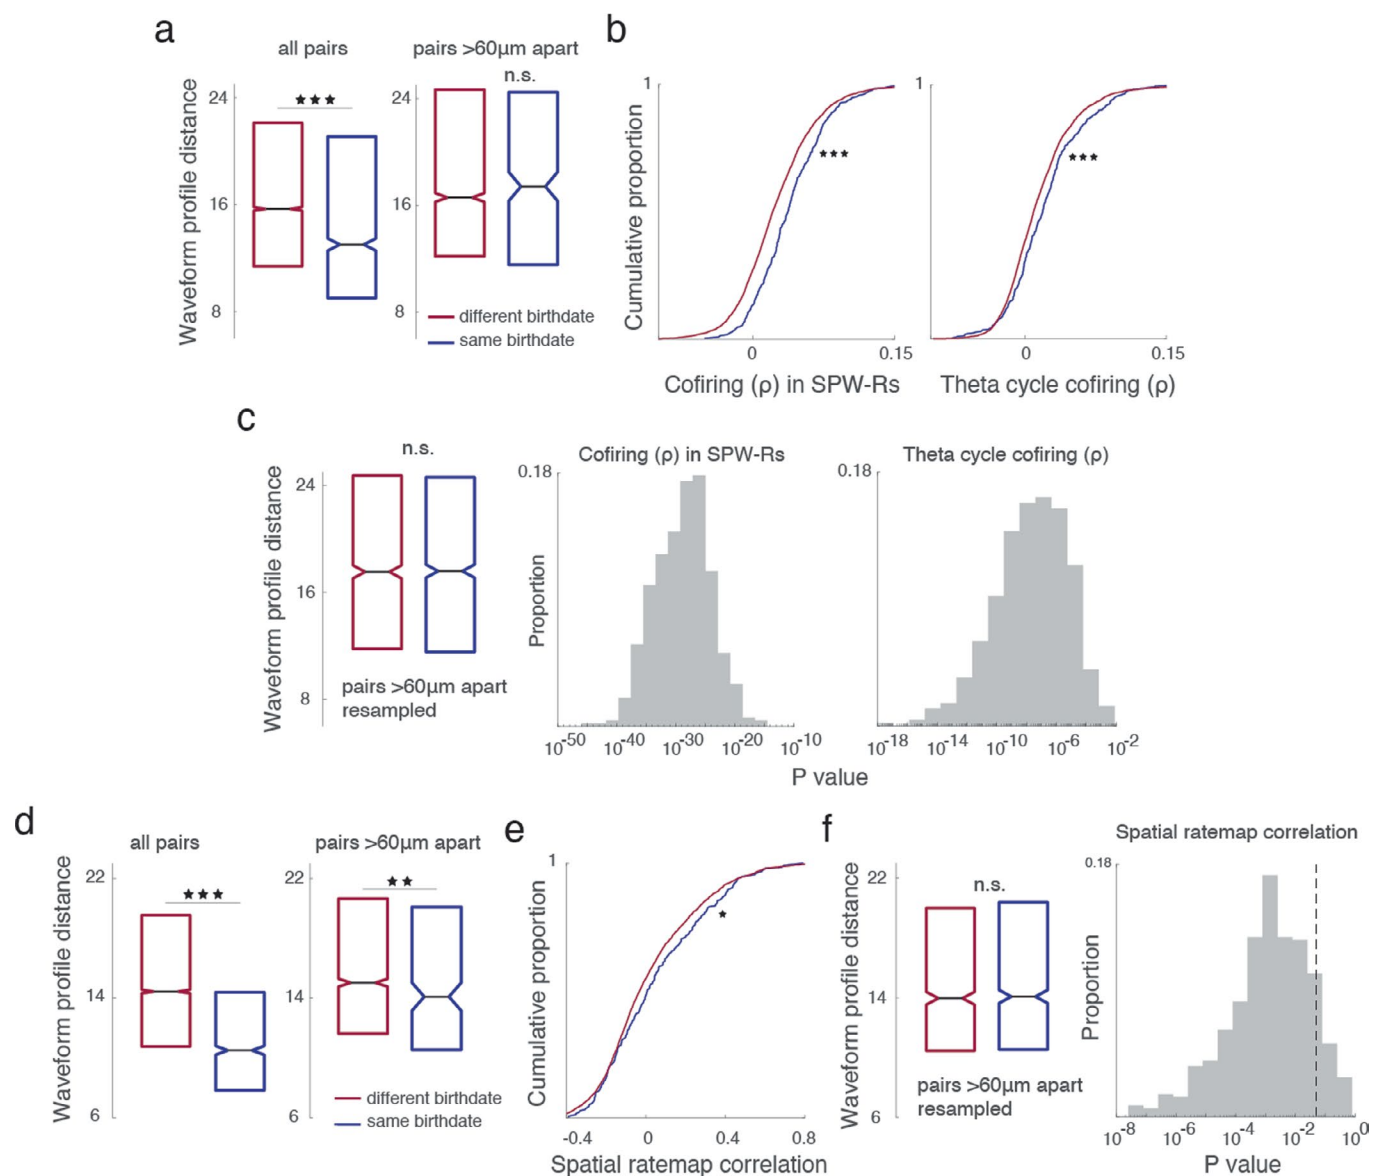 a
all pairs
pairs >60µm apart
n.s.
★★★
Waveform profile distance
24
16
8
24
16
8
different birthdate
same birthdate
b
Cumulative proportion
1
★★★
0
0.15
Cofiring (ρ) in SPW-Rs
1
★★★
0
0.15
Theta cycle cofiring (ρ)
c
n.s.
Waveform profile distance
24
16
8
pairs >60µm apart
resampled
Cofiring (ρ) in SPW-Rs
0.18
Proportion
10-50 10-40 10-30 10-20 10-10
Theta cycle cofiring (ρ)
0.18
10-18 10-14 10-10 10-6 10-2
P value
d
all pairs
★★★
Waveform profile distance
22
14
6
pairs >60µm apart
★★
22
14
6
different birthdate
same birthdate
e
1
Cumulative proportion
★
-0.4 0 0.4 0.8
Spatial ratemap correlation
f
Waveform profile distance
22
14
6
n.s.
pairs >60µm apart
resampled
Spatial ratemap correlation
0.18
Proportion
10-8 10-6 10-4 10-2 100
P value